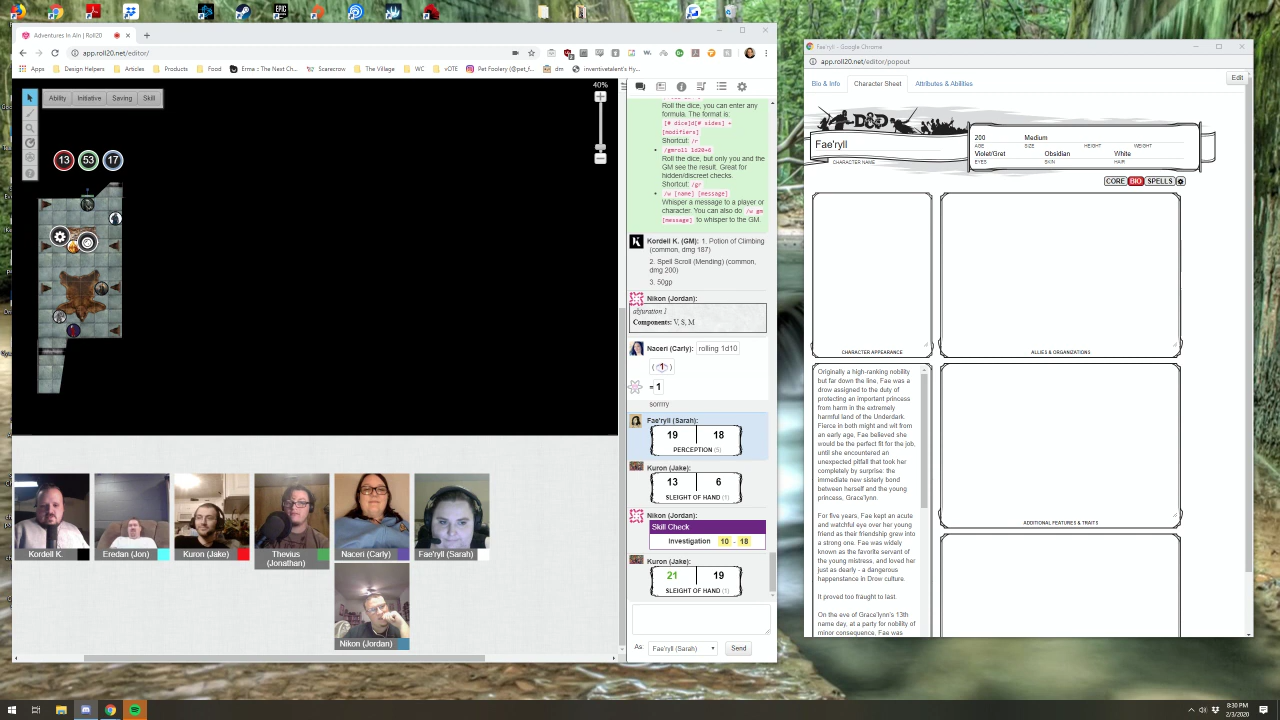 Adventures In Aln | Roll20
app.roll20.net/editor/
Apps
Design Helpers
Articles
Products
Food
Erma :: The Next Ch...
Scarecrow...
The Village
WC
vOTE
Pet Foolery (@pet_f...
dm
inventivatalent's H...
Ability
Initiative
Saving
Skill
40%
13
53
17
Roll the dice, you can enter any
formula. The format is:
[# dice]d[# sides] +
[modifiers]
Shortcut: /r
/gmroll 1d20+6
Roll the dice, but only you and the
GM see the result. Great for
hidden/discreet checks.
Shortcut: /gr
/w [name] [message]
Whisper a message to a player or
character. You can also do /w gm
[message] to whisper to the GM.
Kordell K. (GM): 1. Potion of Climbing
(common, dmg 187)
2. Spell Scroll (Mending) (common,
dmg 200)
3. 50gp
Nikon (Jordan):
abjuration 1
Components: V, S, M
Naceri (Carly): rolling 1d10
(1)
=1
sorrrry
Fae'ryll (Sarah):
19 18
PERCEPTION (5)
Kuron (Jake):
13 6
SLEIGHT OF HAND (1)
Nikon (Jordan):
Skill Check
Investigation 10 - 18
Kuron (Jake):
21 19
SLEIGHT OF HAND (1)
As: Fae'ryll (Sarah)
Send
Kordell K.
Eredan (Jon)
Kuron (Jake)
Thevius
(Jonathan)
Naceri (Carly)
Fae'ryll (Sarah)
Nikon (Jordan)
Fae'ryll - Google Chrome
app.roll20.net/editor/popout
Bio & Info
Character Sheet
Attributes & Abilities
Edit
D&D
Fae'ryll
CHARACTER NAME
200 Medium
AGE SIZE HEIGHT WEIGHT
Violet/Gret Obsidian White
EYES SKIN HAIR
CORE BIO SPELLS
CHARACTER APPEARANCE
ALLIES & ORGANIZATIONS
Originally a high-ranking nobility
but far down the line, Fae was a
drow assigned to the duty of
protecting an important princess
from harm in the extremely
harmful land of the Underdark.
Fierce in both might and wit from
an early age, Fae believed she
would be the perfect fit for the job,
until she encountered an
unexpected pitfall that took her
completely by surprise: the
immediate new sisterly bond
between herself and the young
princess, Grace'lynn.
For five years, Fae kept an acute
and watchful eye over her young
friend as their friendship grew into
a strong one. Fae was widely
known as the favorite servant of
the young mistress, and loved her
just as dearly - a dangerous
happenstance in Drow culture.
It proved too fraught to last.
On the eve of Grace'lynn's 13th
name day, at a party for nobility of
minor consequence, Fae was
ADDITIONAL FEATURES & TRAITS
8:30 PM
2/3/2020